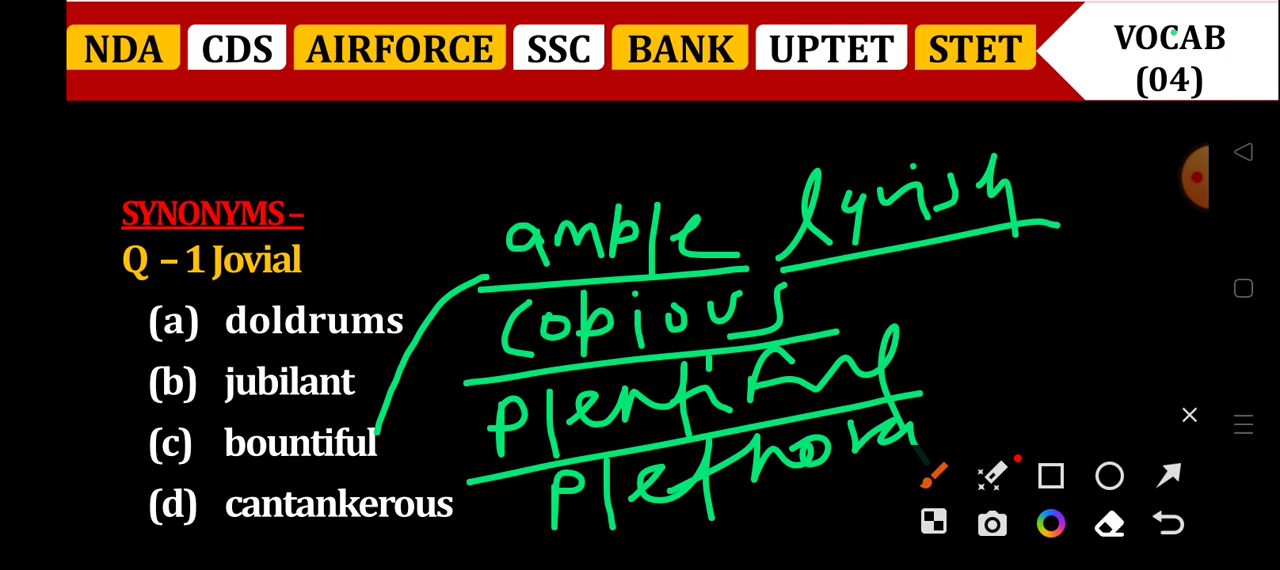 NDA CDS AIRFORCE SSC BANK UPTET STET
VOCAB
(04)
SYNONYMS –
Q – 1 Jovial
(a) doldrums
(b) jubilant
(c) bountiful
(d) cantankerous
ample lyvish
copious
plentiful
plethora